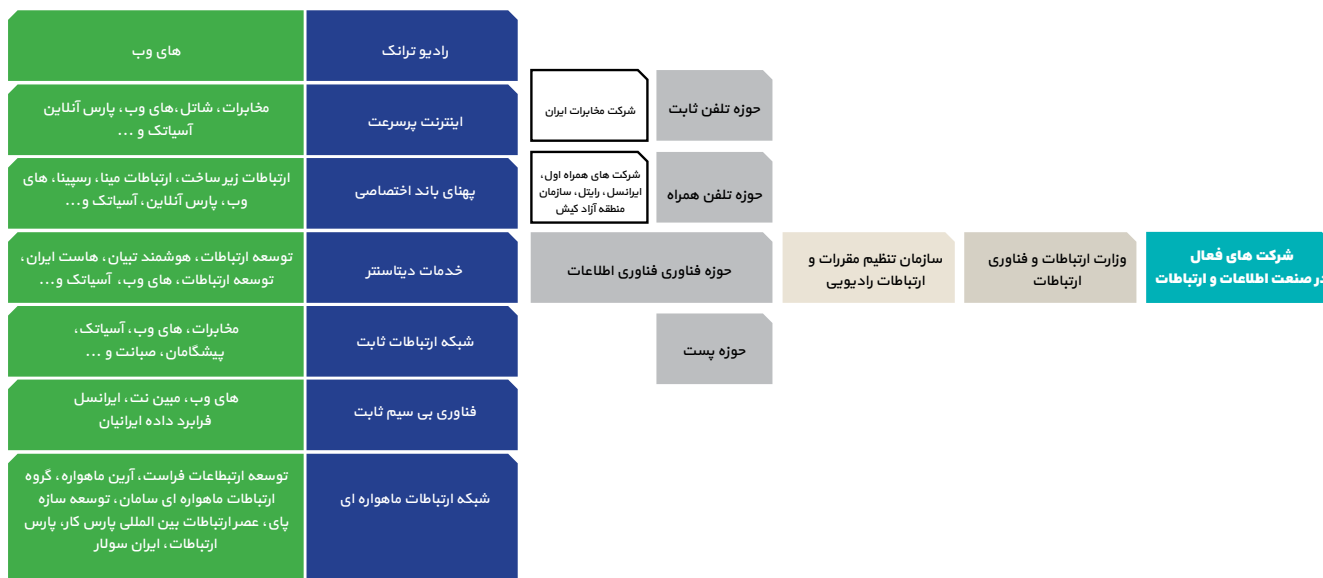 شرکت های فعال
در صنعت اطلاعات و ارتباطات
وزارت ارتباطات و فناوری
ارتباطات
سازمان تنظیم مقررات و
ارتباطات رادیویی
حوزه تلفن ثابت
شرکت مخابرات ایران
حوزه تلفن همراه
شرکت های همراه اول،
ایرانسل، رایتل، سازمان
منطقه آزاد کیش
حوزه فناوری فناوری اطلاعات
حوزه پست
رادیو ترانک
های وب
اینترنت پرسرعت
مخابرات، شاتل،های وب، پارس آنلاین
آسیاتک و ...
پهنای باند اختصاصی
ارتباطات زیر ساخت، ارتباطات مینا، رسپینا، های
وب، پارس آنلاین، آسیاتک و...
خدمات دیتاسنتر
توسعه ارتباطات، هوشمند تبیان، هاست ایران،
توسعه ارتباطات، های وب، آسیاتک و...
شبکه ارتباطات ثابت
مخابرات، های وب، آسیاتک،
پیشگامان، صبانت و ...
فناوری بی سیم ثابت
های وب، مبین نت، ایرانسل
فرابرد داده ایرانیان
شبکه ارتباطات ماهواره ای
توسعه ارتبطاعات فراست، آرین ماهواره، گروه
ارتباطات ماهواره ای سامان، توسعه سازه
پای، عصر ارتباطات بین المللی پارس کار، پارس
ارتباطات، ایران سولار